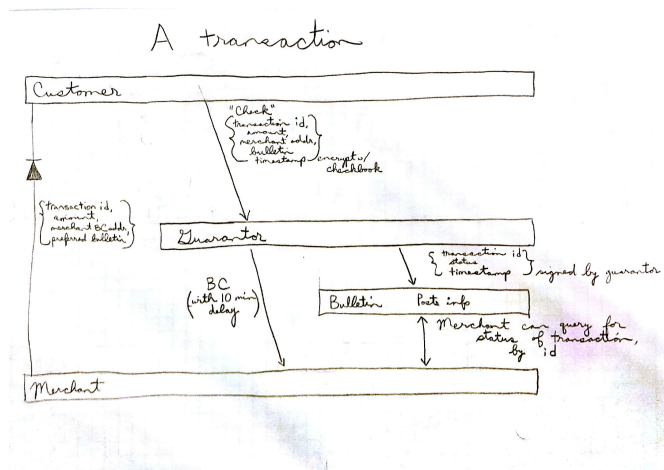 A transaction
Customer
"Check"
{transaction id,
amount,
merchant addr,
bulletin
timestamp} encrypt w/
checkbook
{transaction id,
amount,
merchant BC addr,
preferred bulletin}
Guarantor
{transaction id
status
timestamp} signed by guarantor
BC
(with 10 min
delay)
Bulletin Posts info
Merchant can query for
status of transaction,
by id
Merchant